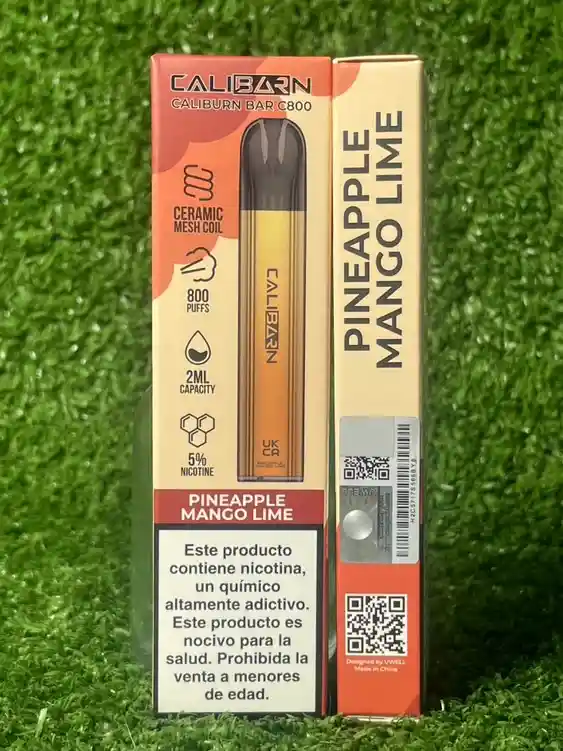 CALIBARN
CALIBURN BAR C800
CERAMIC
MESH COIL
800
PUFFS
2ML
CAPACITY
5%
NICOTINE
CALIBARN
UK
CA
PINEAPPLE
MANGO LIME
Este producto
contiene nicotina,
un químico
altamente adictivo.
Este producto es
nocivo para la
salud. Prohibida la
venta a menores
de edad.
PINEAPPLE
MANGO LIME
Designed by UWELL
Made in China